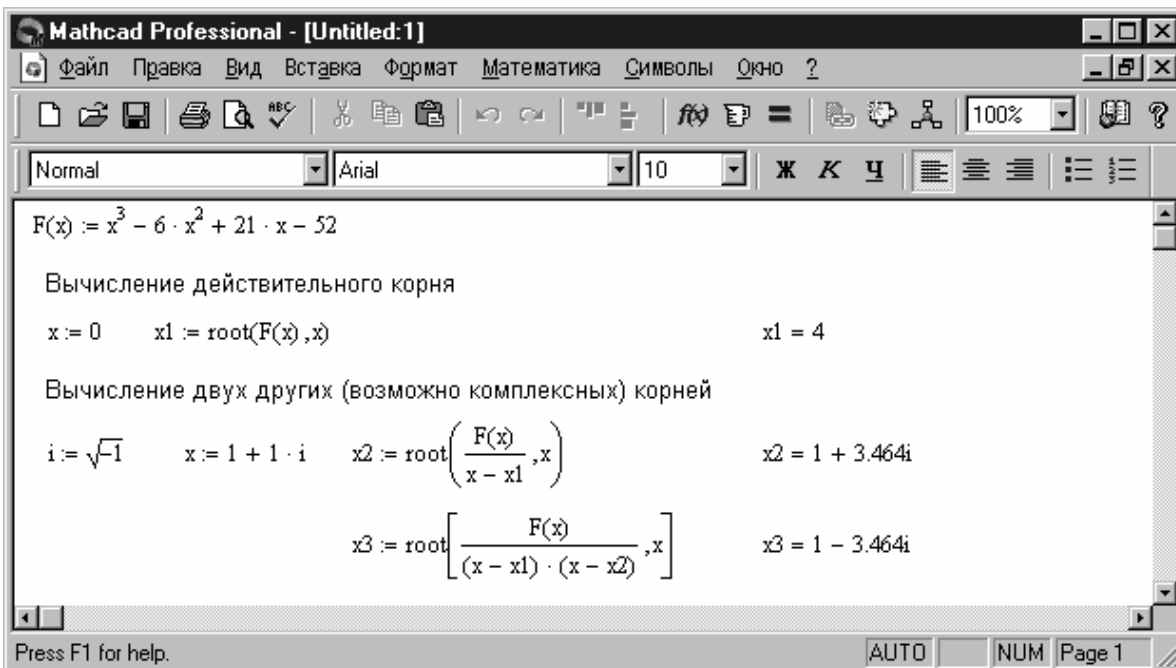 Mathcad Professional - [Untitled:1]
Файл Правка Вид Вставка Формат Математика Символы Окно ?
ABC f(x) = 100% ?
Normal Arial 10 Ж К Ч
F(x) := x^3 − 6 · x^2 + 21 · x − 52
Вычисление действительного корня
x := 0 x1 := root(F(x) ,x) x1 = 4
Вычисление двух других (возможно комплексных) корней
i := √−1 x := 1 + 1 · i x2 := root(F(x)/(x − x1) ,x) x2 = 1 + 3.464i
x3 := root[F(x)/((x − x1) · (x − x2)) ,x] x3 = 1 − 3.464i
Press F1 for help. AUTO NUM Page 1